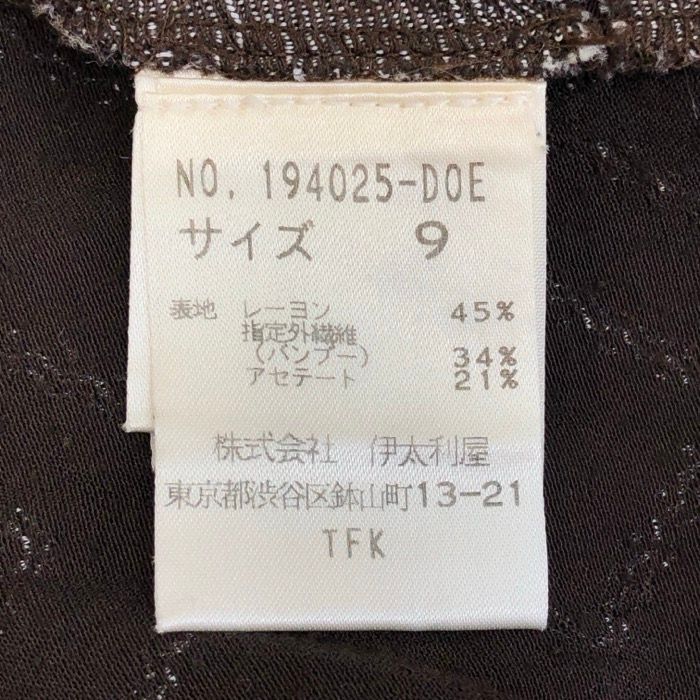 NO. 194025-DOE
サイズ 9
表地 レーヨン 45%
指定外繊維
(バンブー) 34%
アセテート 21%
株式会社 伊太利屋
東京都渋谷区鉢山町13-21
TFK